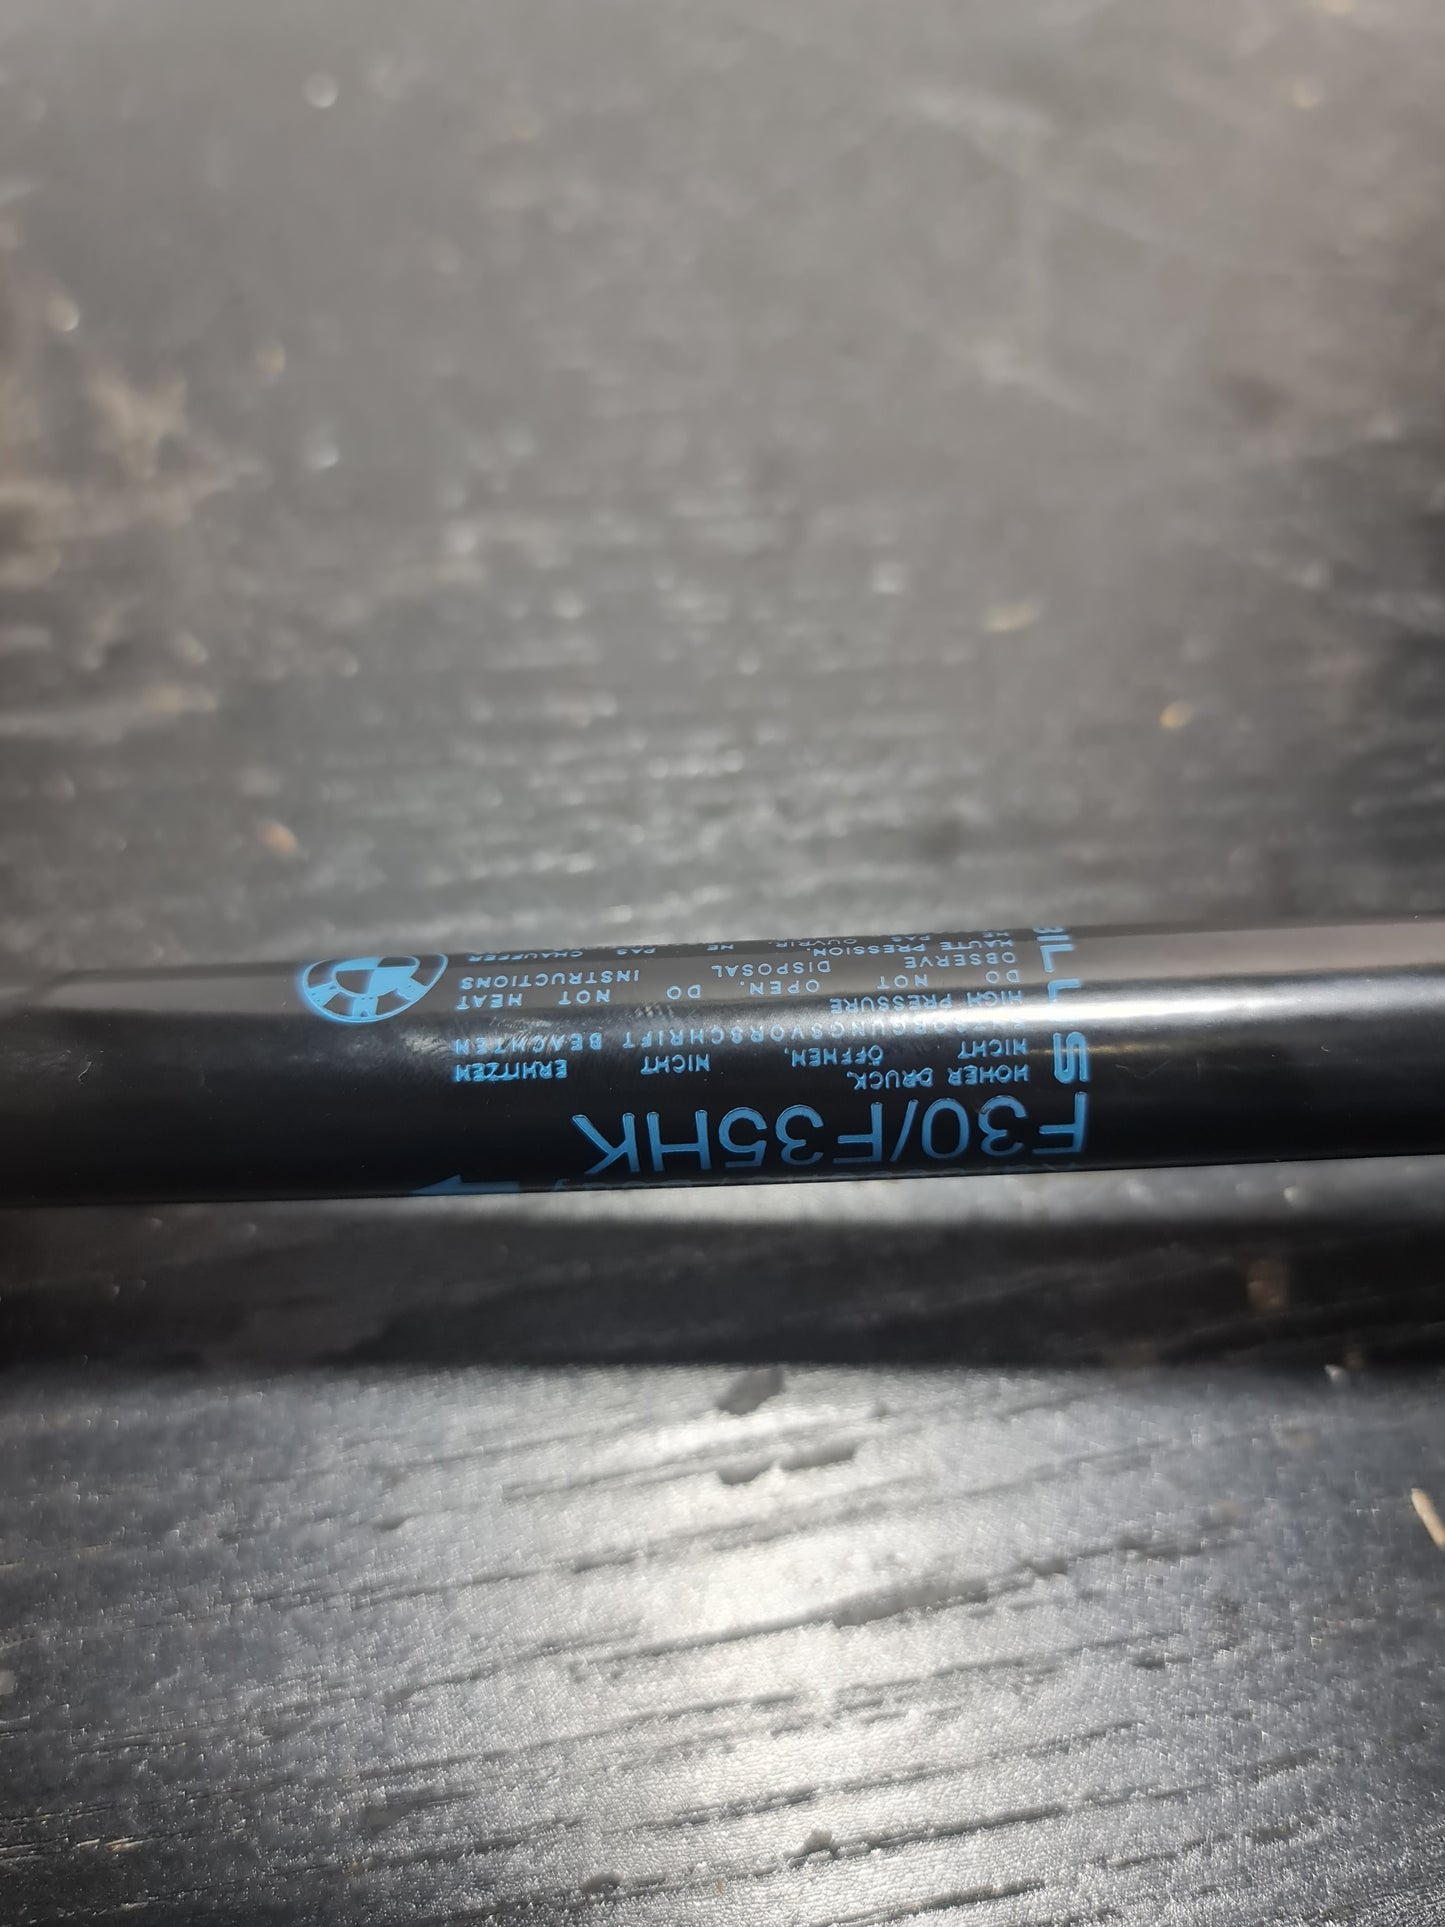 F30/F35HK
HOHER DRUCK.
NICHT ÖFFNEN. NICHT ERHITZEN
ENTSORGUNGSVORSCHRIFT BEACHTEN
HIGH PRESSURE
DO NOT OPEN. DO NOT HEAT
OBSERVE DISPOSAL INSTRUCTIONS
HAUTE PRESSION.
NE PAS OUVRIR. NE PAS CHAUFFER